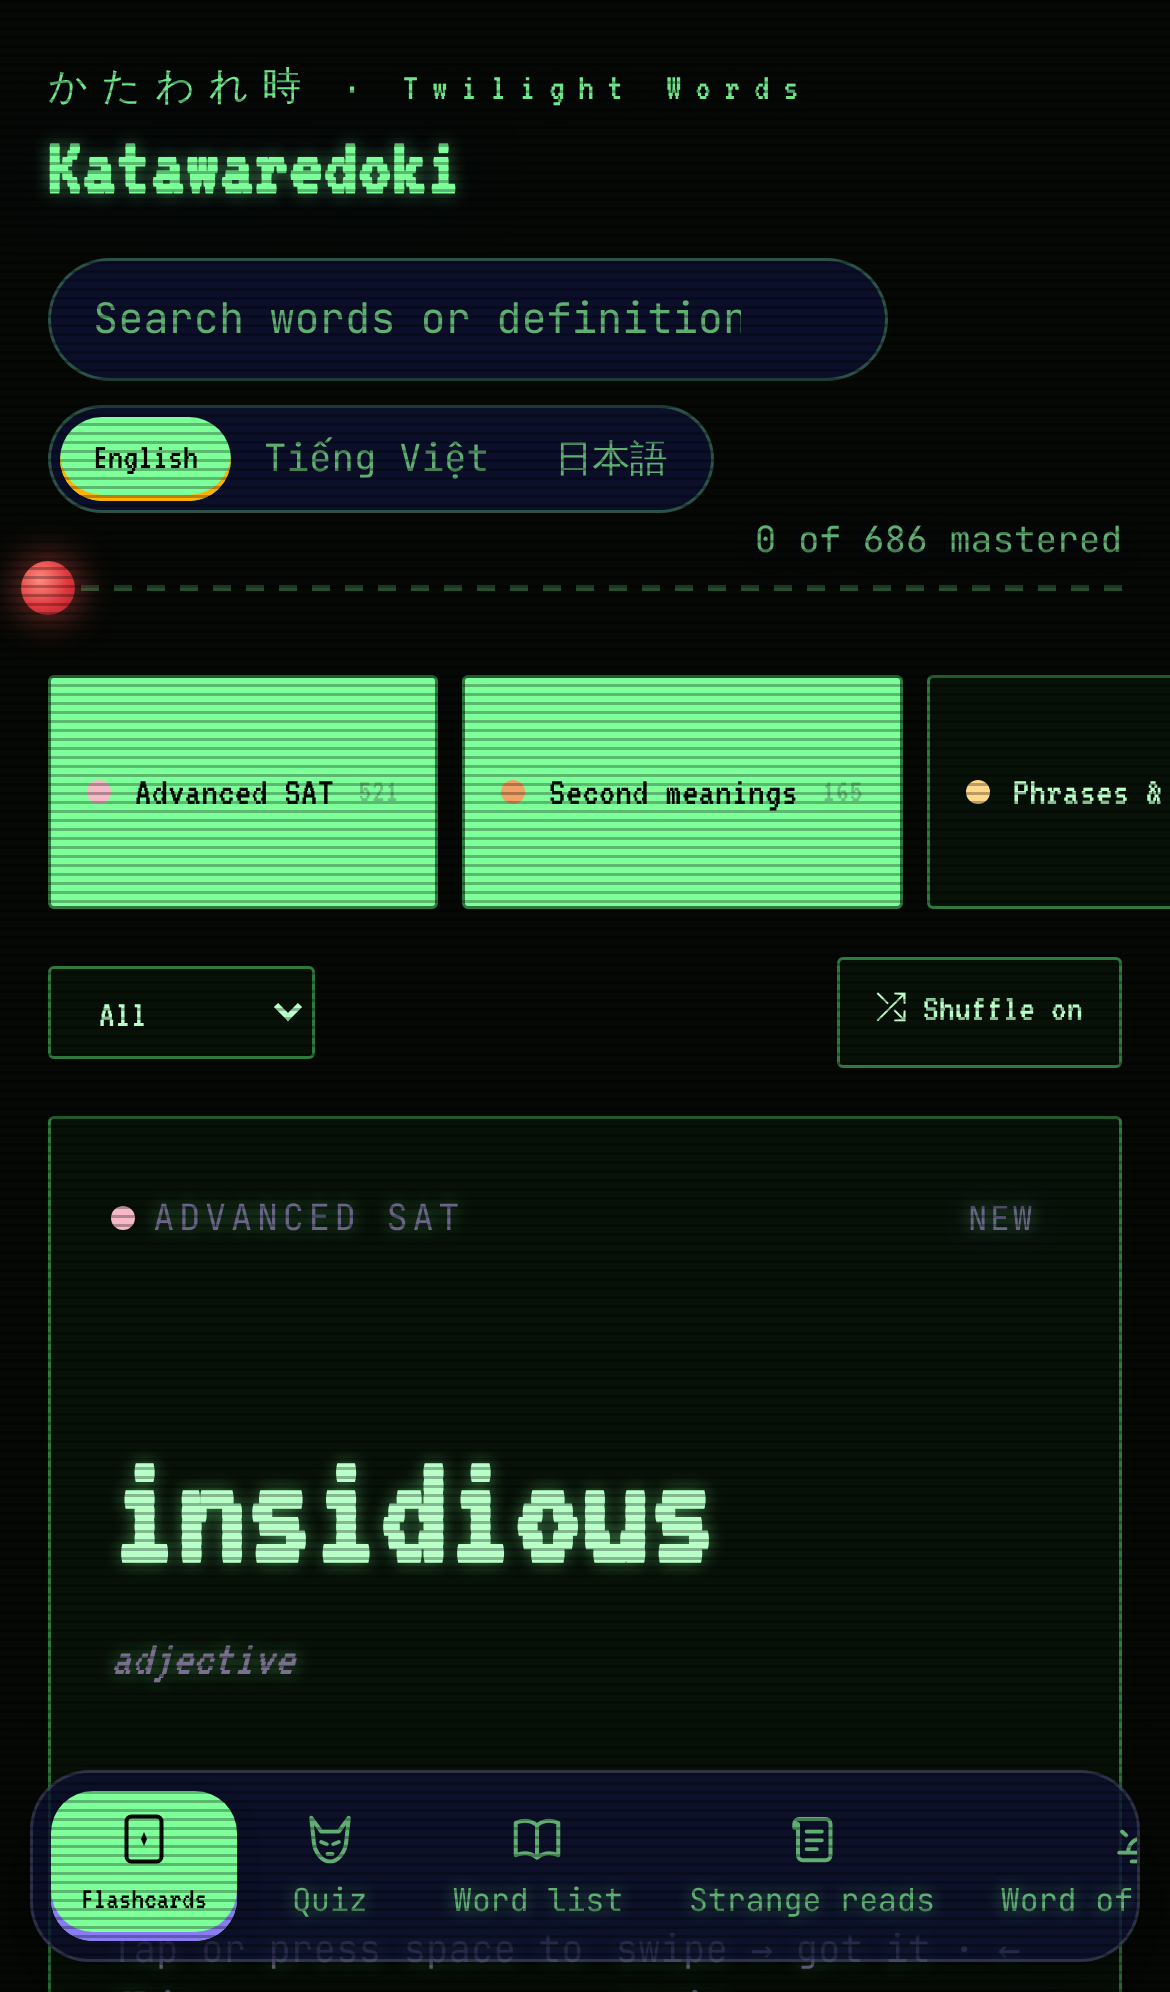 かたわれ時 · Twilight Words
Katawaredoki
Search words or definition
English Tiếng Việt 日本語
0 of 686 mastered
Advanced SAT 521 Second meanings 165 Phrases &
All Shuffle on
ADVANCED SAT NEW
insidious
adjective
Flashcards Quiz Word list Strange reads Word of
Tap or press space to swipe → got it · ←